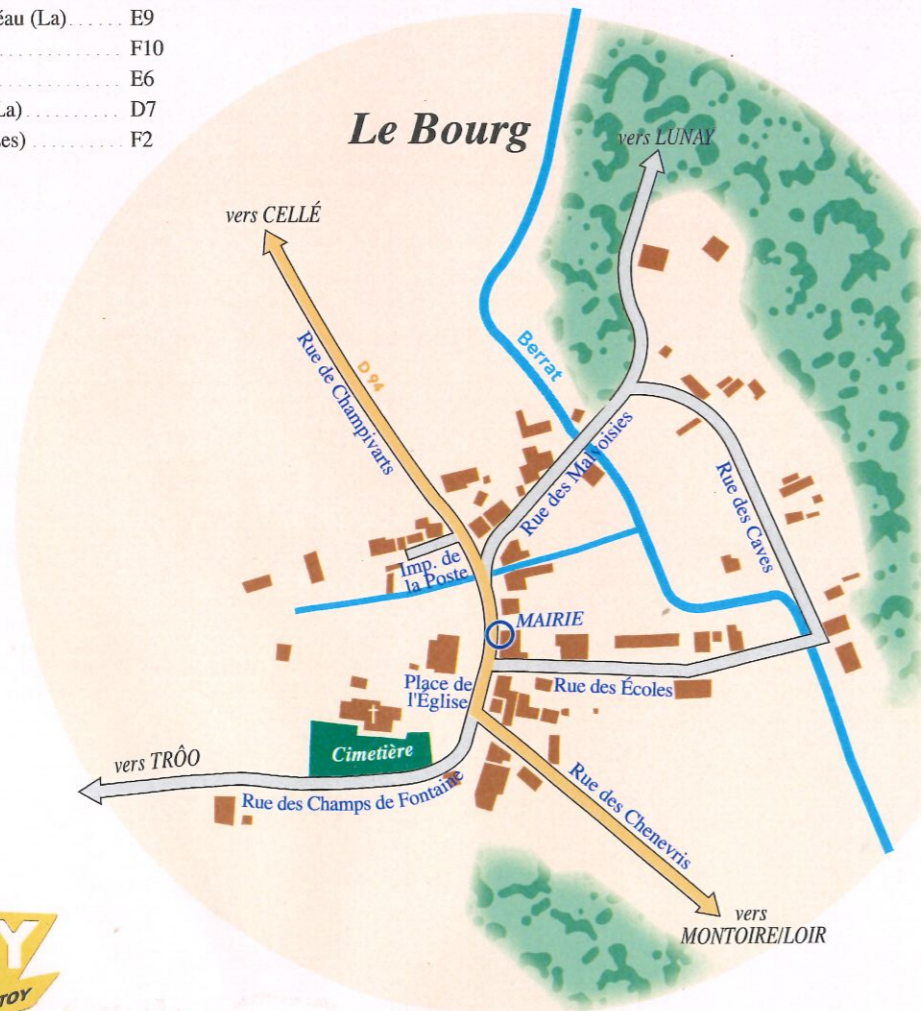 éau (La) ........ E9
............... F10
............... E6
La) ........... D7
es) ........... F2
Le Bourg
vers LUNAY
vers CELLÉ
Berrat
D 94
Rue de Champivarts
Rue des Malvoisies
Rue des Caves
Imp. de
la Poste
MAIRIE
Place de
l'Église
Rue des Écoles
Cimetière
vers TRÔO
Rue des Champs de Fontaine
Rue des Chenevris
vers
MONTOIRE/LOIR
Y
TOY